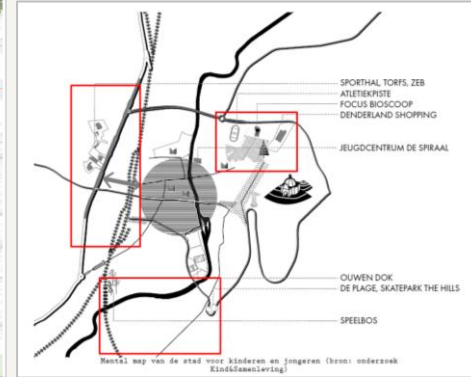 SPORTHAL, TORFS, ZEB
ATLETIEKPISTE
FOCUS BIOSCOOP
DENDERLAND SHOPPING
JEUGDCENTRUM DE SPIRAAL
OUWEN DOK
DE PLAGE, SKATEPARK THE HILLS
SPEELBOS
Mental map van de stad voor kinderen en jongeren (bron: onderzoek
Kind&Samenleving)